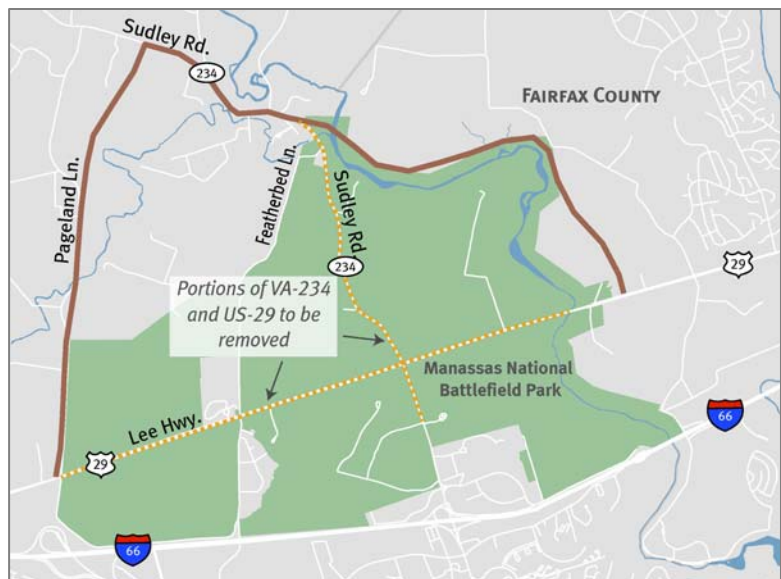 Sudley Rd.
234
FAIRFAX COUNTY
Pageland Ln.
Featherbed Ln.
Sudley Rd.
234
29
Portions of VA-234
and US-29 to be
removed
Manassas National
Battlefield Park
66
Lee Hwy.
29
66